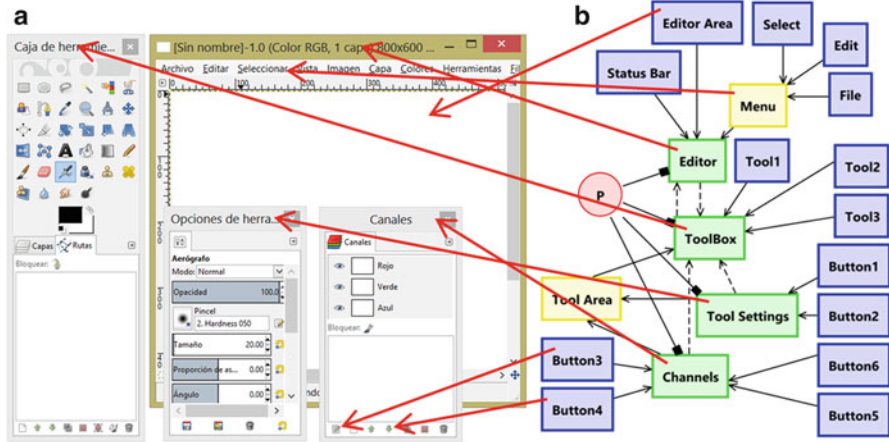 a
b
Caja de herramie...
[Sin nombre]-1.0 (Color RGB, 1 capa) 800x600 ...
Archivo Editar Seleccionar Vista Imagen Capa Colores Herramientas
Capas
Rutas
Bloquear:
Opciones de herra...
Aerógrafo
Modo: Normal
Opacidad 100.0
Pincel
2. Hardness 050
Tamaño 20.00
Proporción de as... 0.00
Ángulo 0.00
Canales
Canales
Rojo
Verde
Azul
Bloquear:
Editor Area
Select
Status Bar
Edit
Menu
File
Editor
Tool1
Tool2
P
ToolBox
Tool3
Button1
Tool Area
Tool Settings
Button2
Button3
Channels
Button6
Button4
Button5